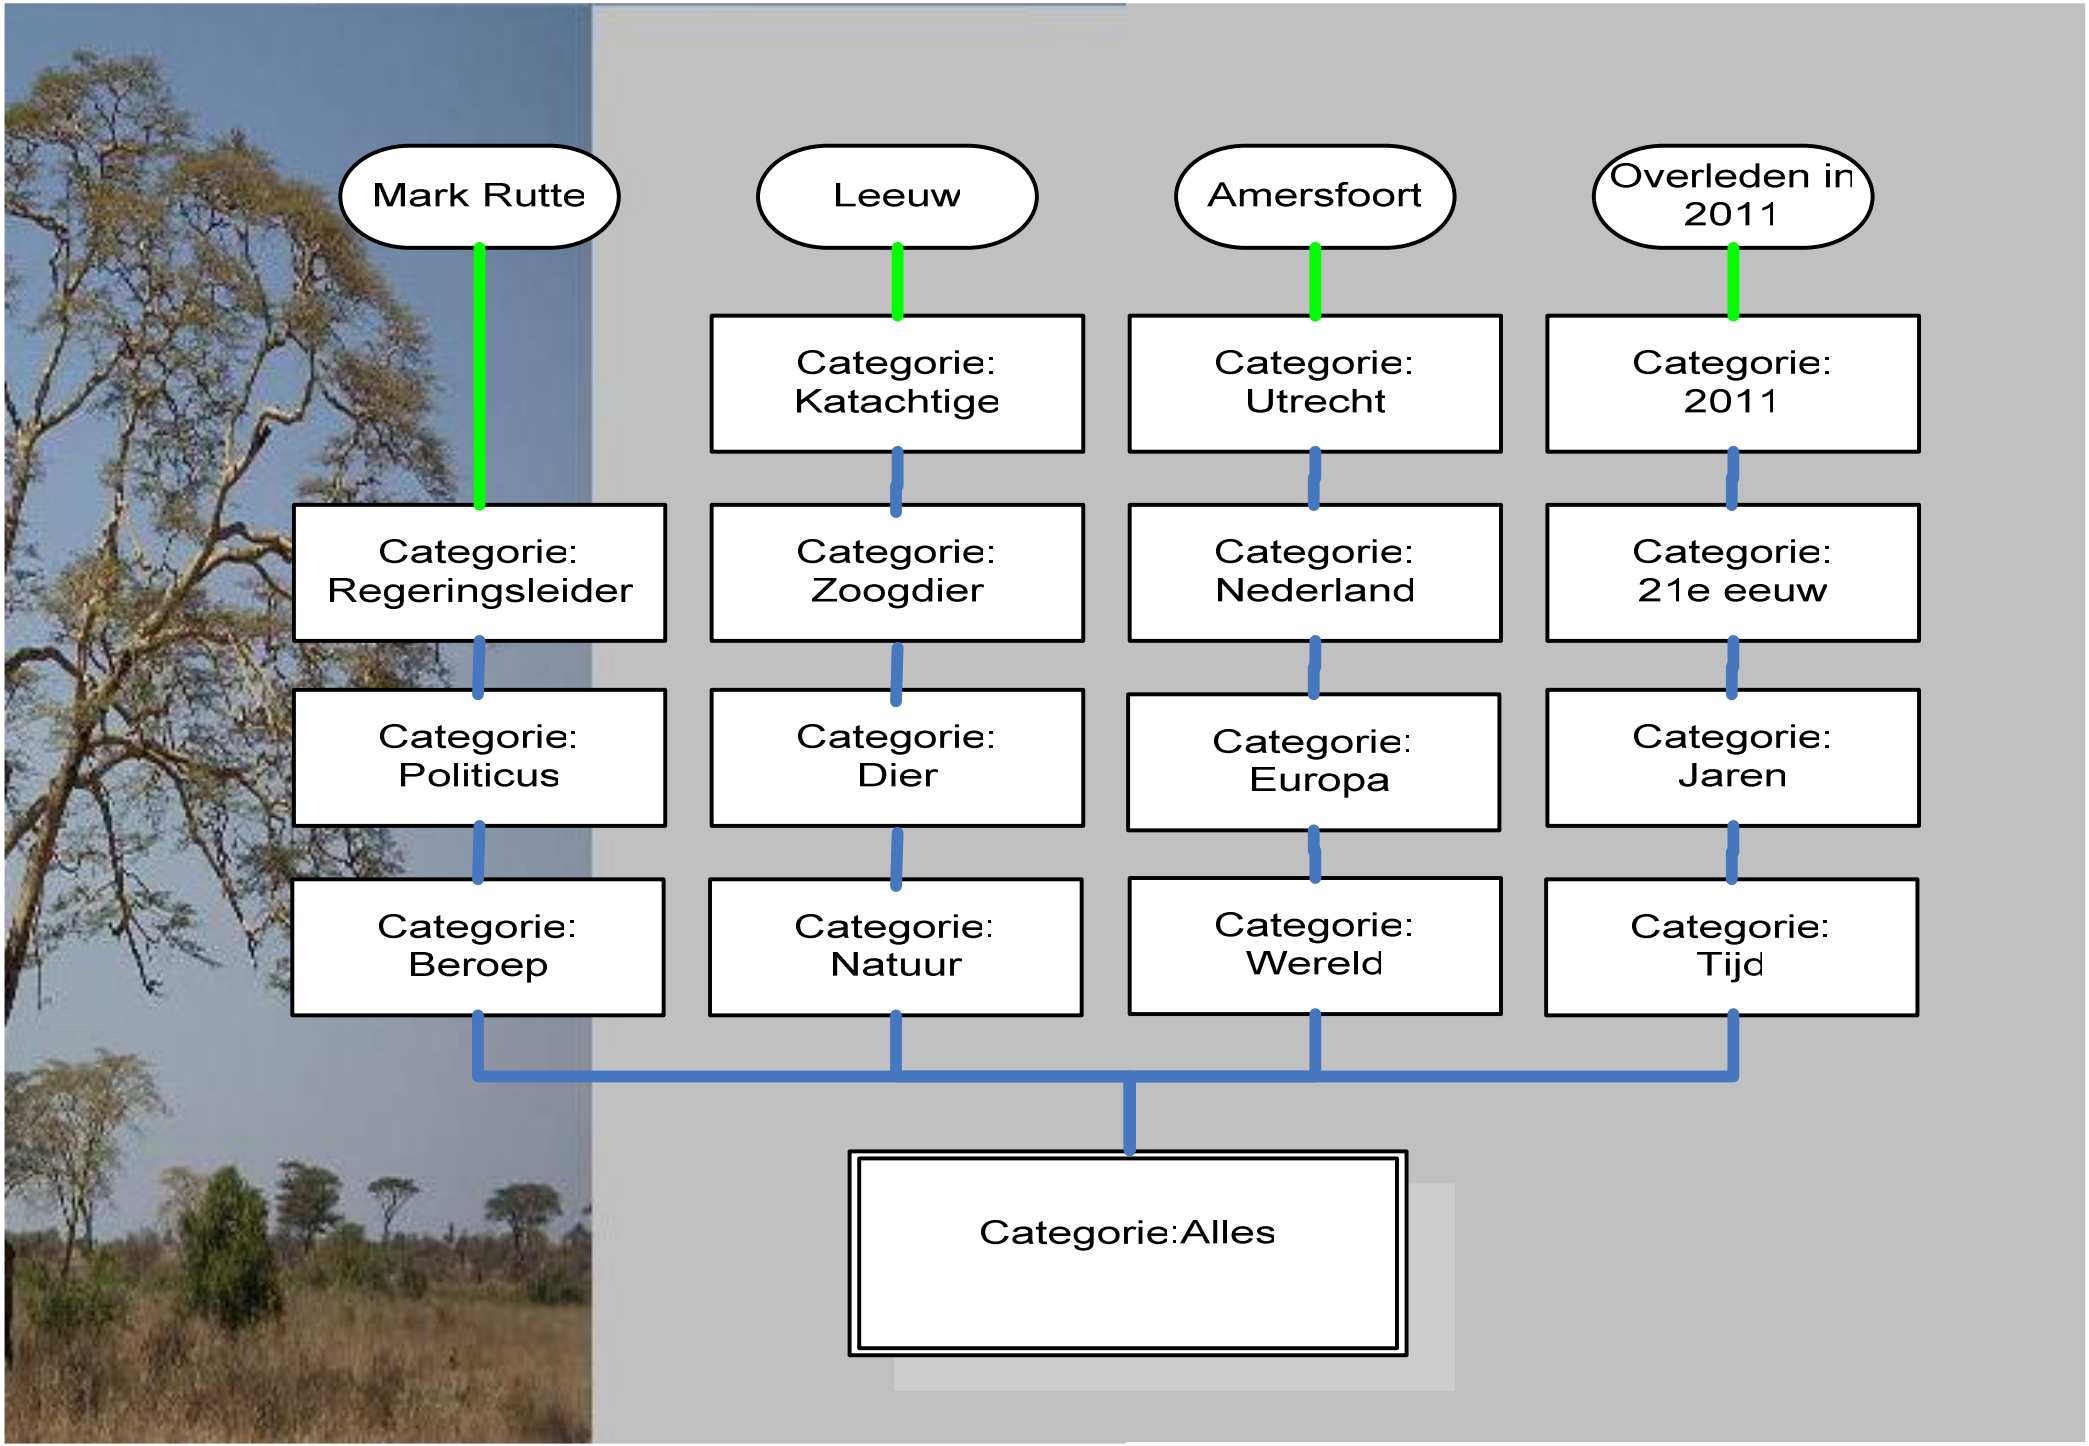 Mark Rutte
Leeuw
Amersfoort
Overleden in
2011
Categorie:
Katachtige
Categorie:
Utrecht
Categorie:
2011
Categorie:
Regeringsleider
Categorie:
Zoogdier
Categorie:
Nederland
Categorie:
21e eeuw
Categorie:
Politicus
Categorie:
Dier
Categorie:
Europa
Categorie:
Jaren
Categorie:
Beroep
Categorie:
Natuur
Categorie:
Wereld
Categorie:
Tijd
Categorie:Alles